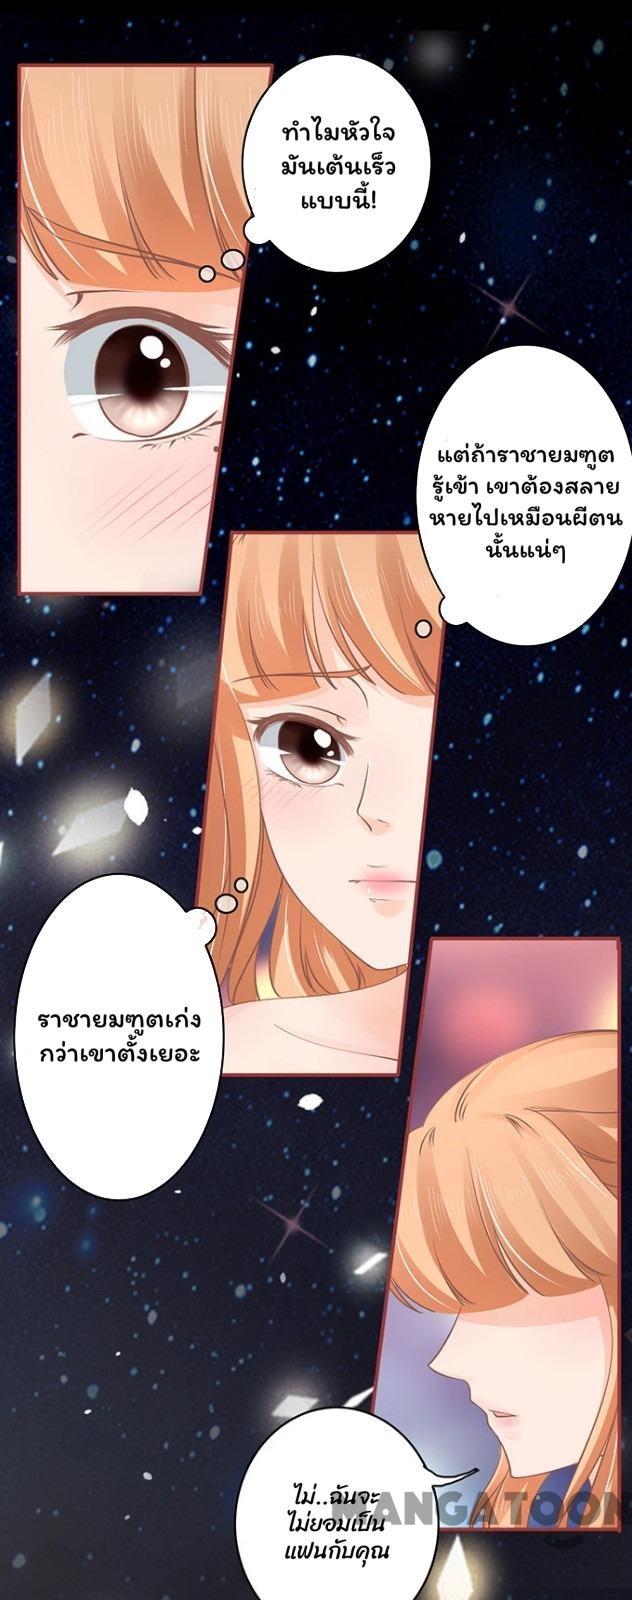 ทำไมหัวใจ
มันเต้นเร็ว
แบบนี้!
แต่ถ้าราชายมทูต
รู้เข้า เขาต้องสลาย
หายไปเหมือนผีตน
นั้นแน่ๆ
ราชายมทูตเก่ง
กว่าเขาตั้งเยอะ
ไม่..ฉันจะ
ไม่ยอมเป็น
แฟนกับคุณ
MANGATOON